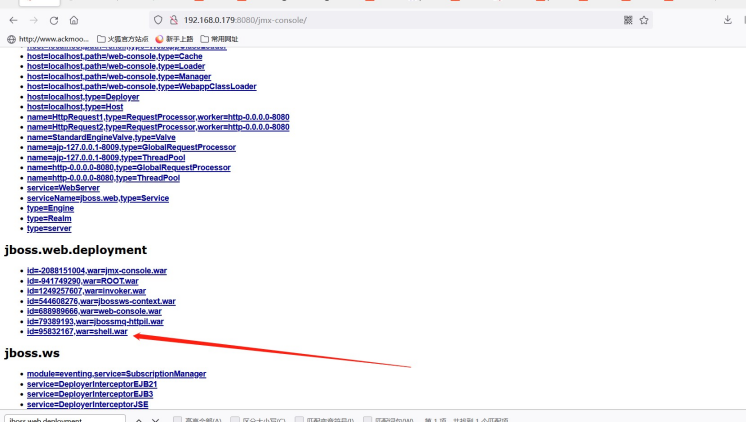 192.168.0.179:8080/jmx-console/
http://www.ackmoo... 火狐官方站点 新手上路 常用网址
host=localhost,path=/web-console,type=Cache
host=localhost,path=/web-console,type=Loader
host=localhost,path=/web-console,type=Manager
host=localhost,path=/web-console,type=WebappClassLoader
host=localhost,type=Deployer
host=localhost,type=Host
name=HttpRequest1,type=RequestProcessor,worker=http-0.0.0.0-8080
name=HttpRequest2,type=RequestProcessor,worker=http-0.0.0.0-8080
name=StandardEngineValve,type=Valve
name=ajp-127.0.0.1-8009,type=GlobalRequestProcessor
name=ajp-127.0.0.1-8009,type=ThreadPool
name=http-0.0.0.0-8080,type=GlobalRequestProcessor
name=http-0.0.0.0-8080,type=ThreadPool
service=WebServer
serviceName=jboss.web,type=Service
type=Engine
type=Realm
type=server
jboss.web.deployment
id=-2088151004,war=jmx-console.war
id=-941749290,war=ROOT.war
id=1249257607,war=invoker.war
id=544608276,war=jbossws-context.war
id=688989666,war=web-console.war
id=79389193,war=jbossmq-httpil.war
id=95832167,war=shell.war
jboss.ws
module=eventing,service=SubscriptionManager
service=DeployerInterceptorEJB21
service=DeployerInterceptorEJB3
service=DeployerInterceptorJSE
jboss.web.deployment